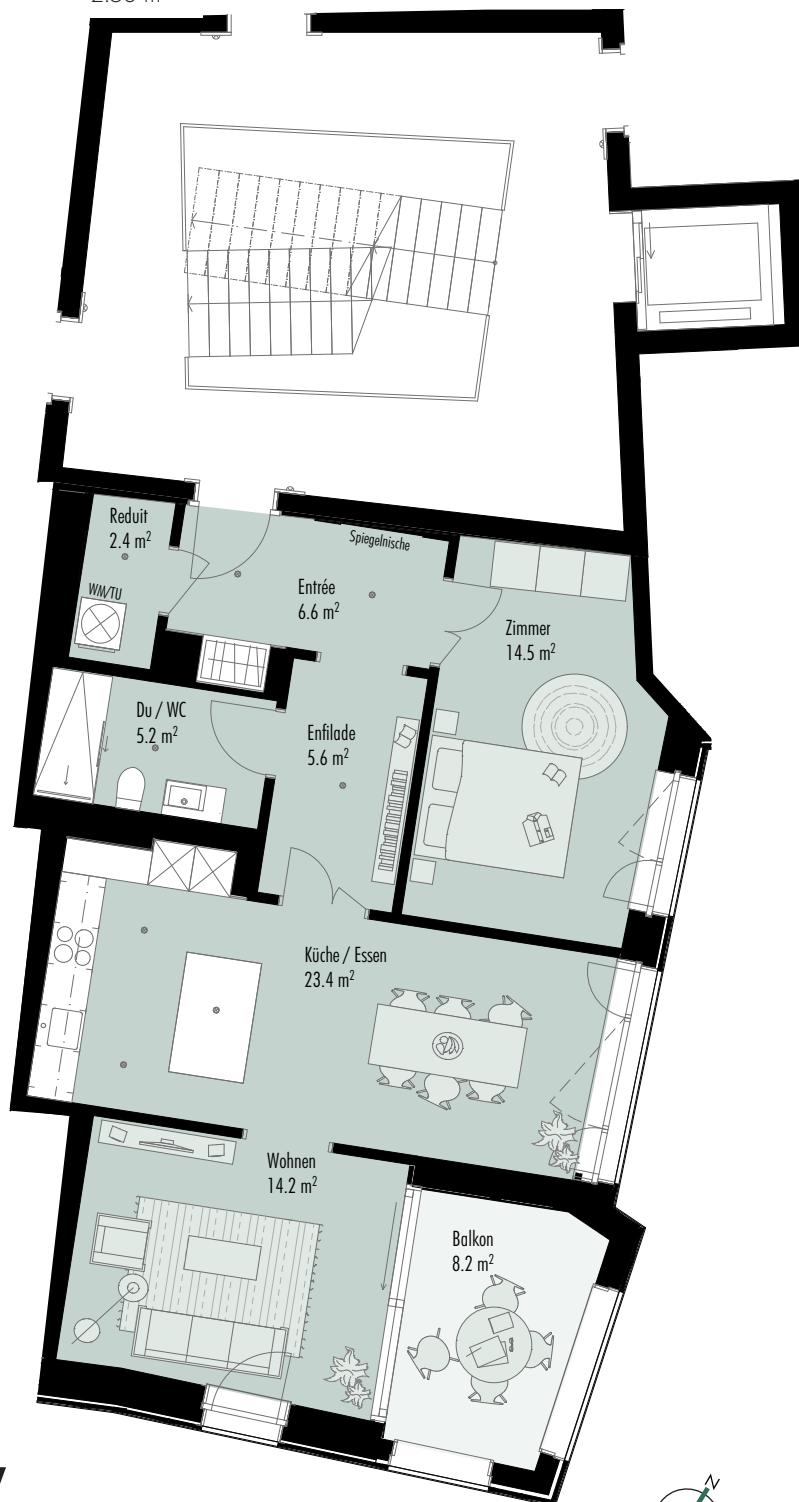 Reduit
2.4 m²
WM/TU
Spiegelnische
Entrée
6.6 m²
Zimmer
14.5 m²
Du / WC
5.2 m²
Enfilade
5.6 m²
Küche / Essen
23.4 m²
Wohnen
14.2 m²
Balkon
8.2 m²
N